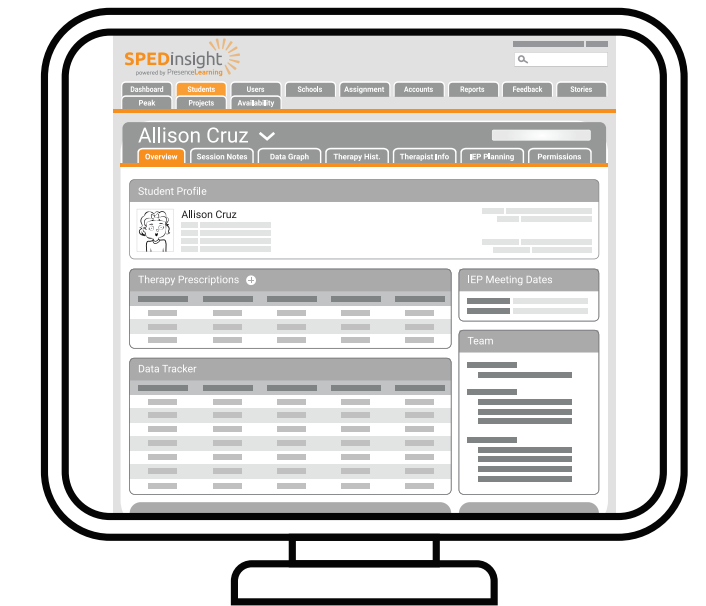 SPEDinsight
powered by PresenceLearning
Dashboard Students Users Schools Assignment Accounts Reports Feedback Stories
Peak Projects Availability
Allison Cruz
Overview Session Notes Data Graph Therapy Hist. Therapist Info IEP Planning Permissions
Student Profile
Allison Cruz
Therapy Prescriptions
IEP Meeting Dates
Team
Data Tracker